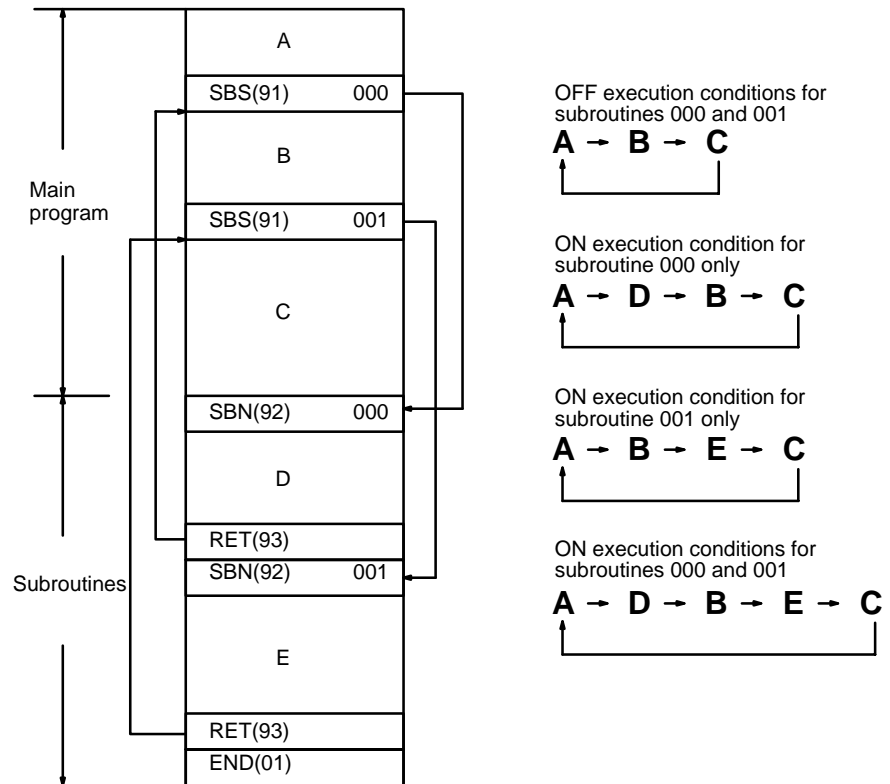 A
SBS(91) 000
B
Main
program
SBS(91) 001
C
SBN(92) 000
D
RET(93)
SBN(92) 001
Subroutines
E
RET(93)
END(01)
OFF execution conditions for
subroutines 000 and 001
A → B → C
ON execution condition for
subroutine 000 only
A → D → B → C
ON execution condition for
subroutine 001 only
A → B → E → C
ON execution conditions for
subroutines 000 and 001
A → D → B → E → C